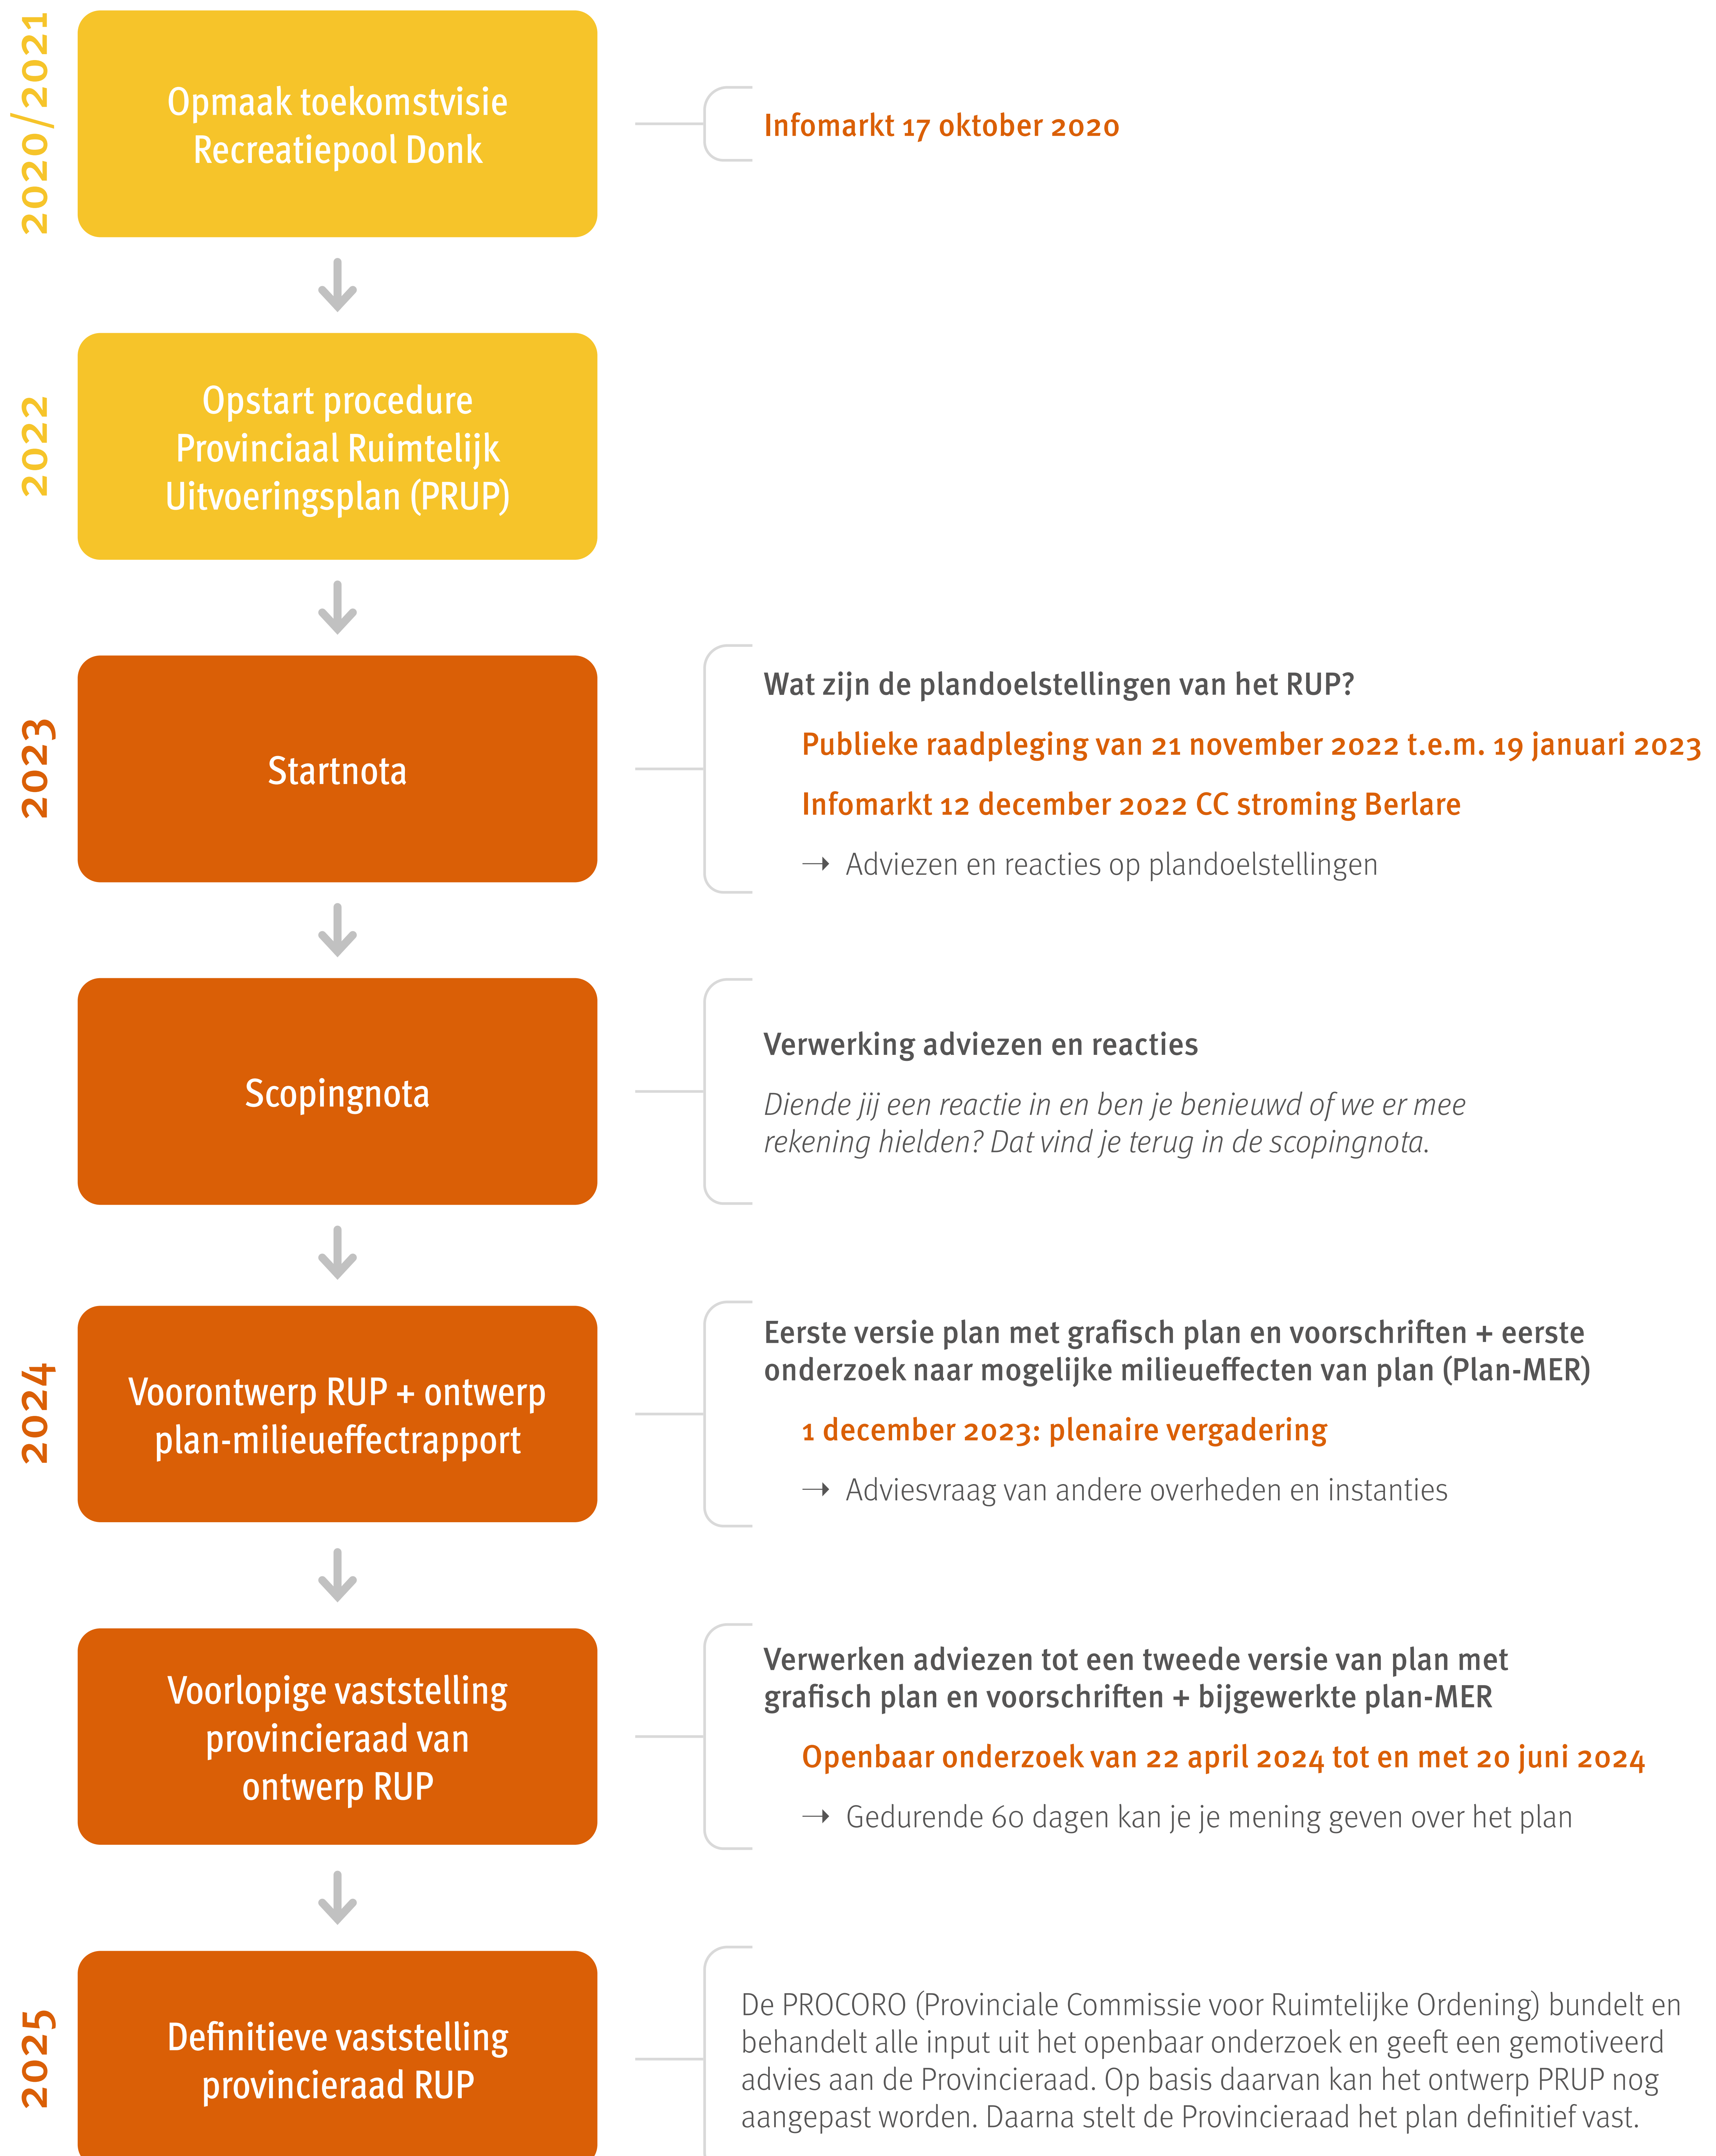 2020/2021
Opmaak toekomstvisie
Recreatiepool Donk
Infomarkt 17 oktober 2020
2022
Opstart procedure
Provinciaal Ruimtelijk
Uitvoeringsplan (PRUP)
2023
Startnota
Wat zijn de plandoelstellingen van het RUP?
Publieke raadpleging van 21 november 2022 t.e.m. 19 januari 2023
Infomarkt 12 december 2022 CC stroming Berlare
→ Adviezen en reacties op plandoelstellingen
Scopingnota
Verwerking adviezen en reacties
Diende jij een reactie in en ben je benieuwd of we er mee
rekening hielden? Dat vind je terug in de scopingnota.
2024
Voorontwerp RUP + ontwerp
plan-milieueffectrapport
Eerste versie plan met grafisch plan en voorschriften + eerste
onderzoek naar mogelijke milieueffecten van plan (Plan-MER)
1 december 2023: plenaire vergadering
→ Adviesvraag van andere overheden en instanties
Voorlopige vaststelling
provincieraad van
ontwerp RUP
Verwerken adviezen tot een tweede versie van plan met
grafisch plan en voorschriften + bijgewerkte plan-MER
Openbaar onderzoek van 22 april 2024 tot en met 20 juni 2024
→ Gedurende 60 dagen kan je je mening geven over het plan
2025
Definitieve vaststelling
provincieraad RUP
De PROCORO (Provinciale Commissie voor Ruimtelijke Ordening) bundelt en
behandelt alle input uit het openbaar onderzoek en geeft een gemotiveerd
advies aan de Provincieraad. Op basis daarvan kan het ontwerp PRUP nog
aangepast worden. Daarna stelt de Provincieraad het plan definitief vast.